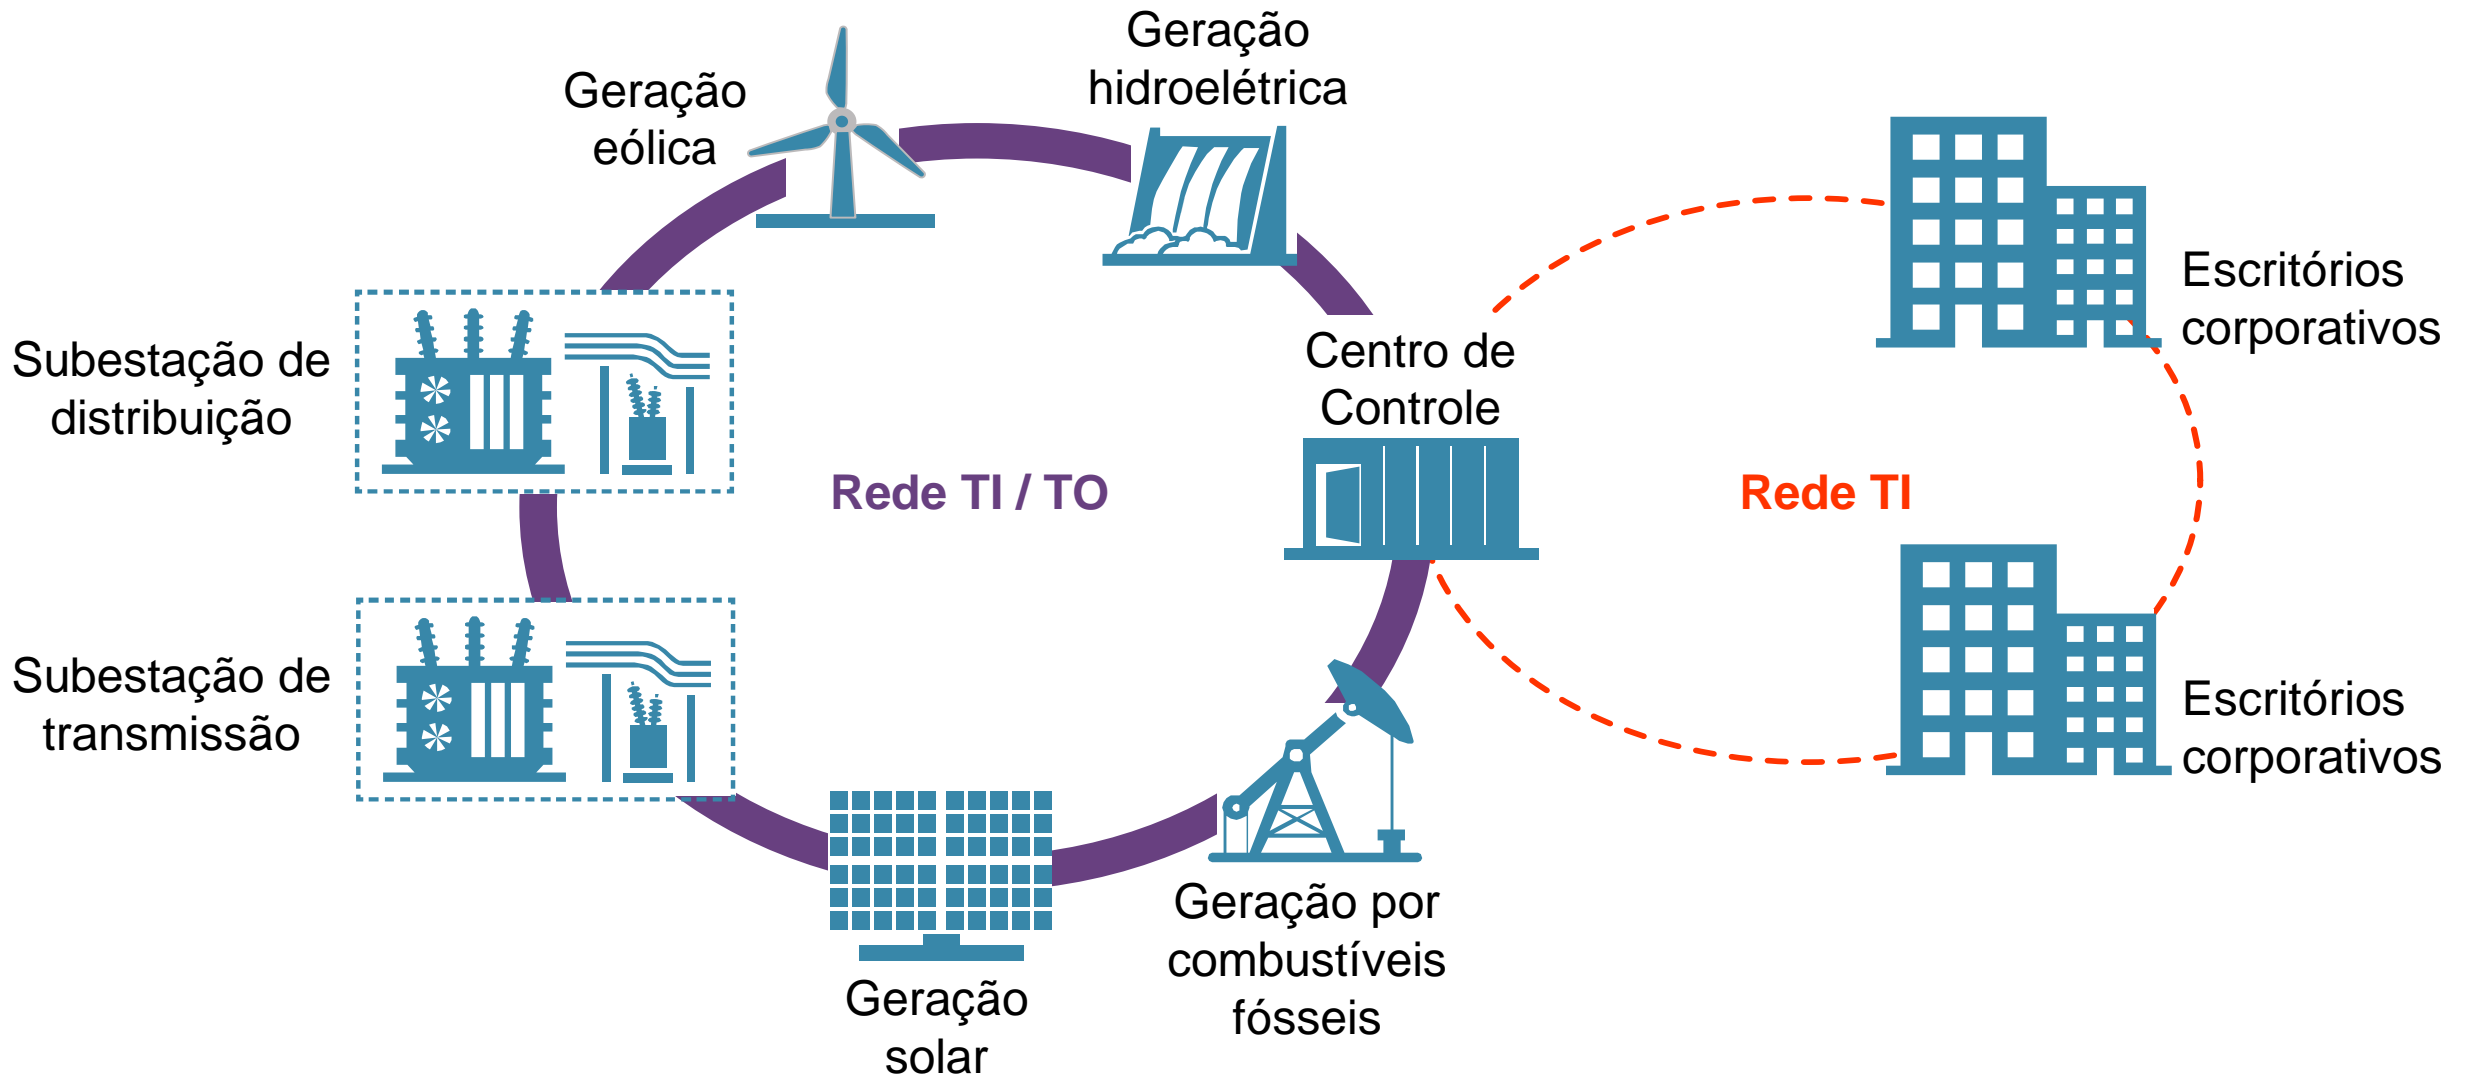 Geração
hidroelétrica
Geração
eólica
Escritórios
corporativos
Subestação de
distribuição
Centro de
Controle
Rede TI / TO
Rede TI
Subestação de
transmissão
Escritórios
corporativos
Geração por
combustíveis
fósseis
Geração
solar